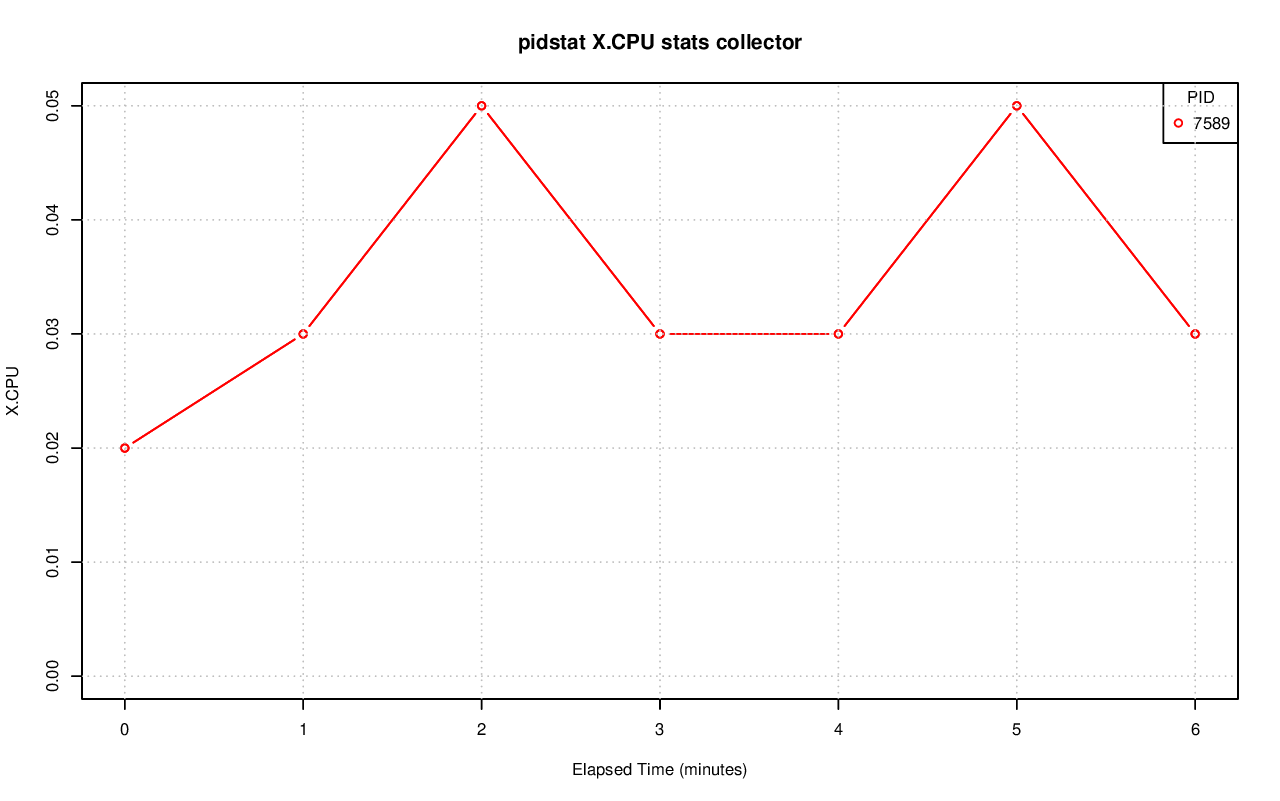 pidstat X.CPU stats collector
PID
7589
0.05
0.04
0.03
0.02
0.01
0.00
X.CPU
0 1 2 3 4 5 6
Elapsed Time (minutes)